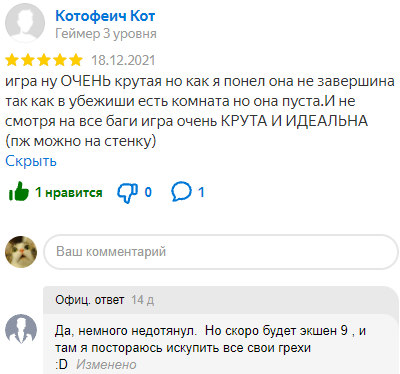 Котофеич Кот
Геймер 3 уровня
18.12.2021
игра ну ОЧЕНЬ крутая но как я понел она не завершина
так как в убежиши есть комната но она пуста.И не
смотря на все баги игра очень КРУТА И ИДЕАЛЬНА
(пж можно на стенку)
Скрыть
1 нравится 0 1
Ваш комментарий
Офиц. ответ 14 д
Да, немного недотянул. Но скоро будет экшен 9 , и
там я постораюсь искупить все свои грехи
:D Изменено